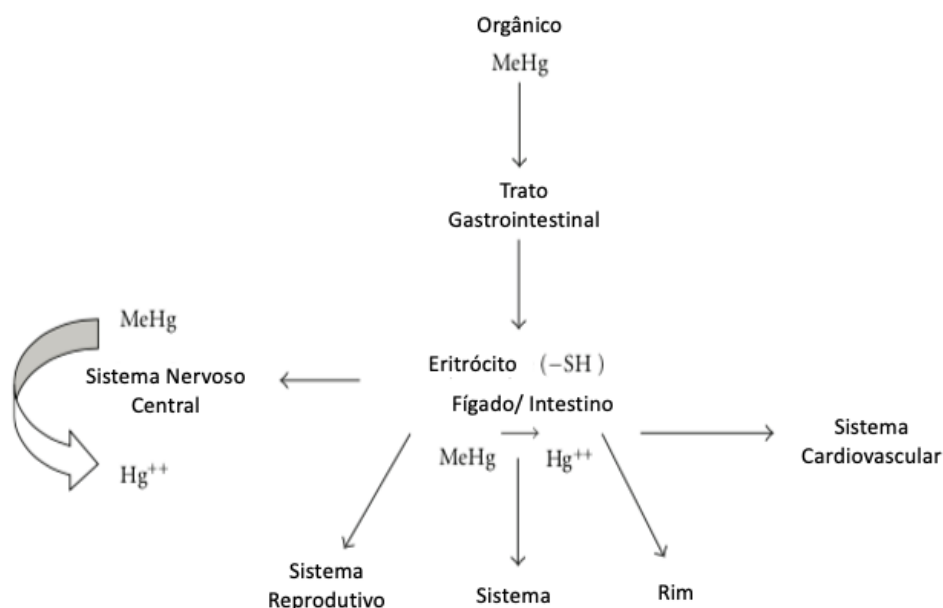 Orgânico
MeHg
Trato
Gastrointestinal
MeHg
Sistema Nervoso
Central
Hg++
Eritrócito (−SH)
Fígado/ Intestino
MeHg Hg++
Sistema
Cardiovascular
Sistema
Reprodutivo
Sistema
Rim